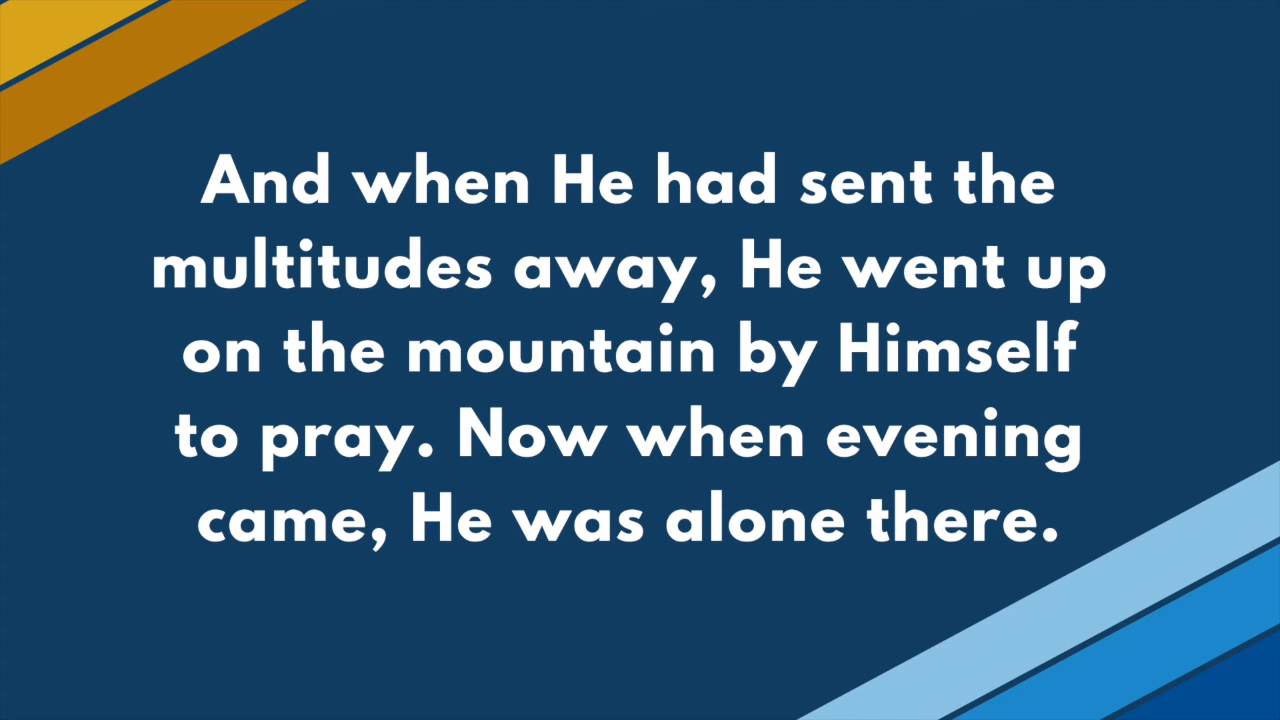 And when He had sent the
multitudes away, He went up
on the mountain by Himself
to pray. Now when evening
came, He was alone there.